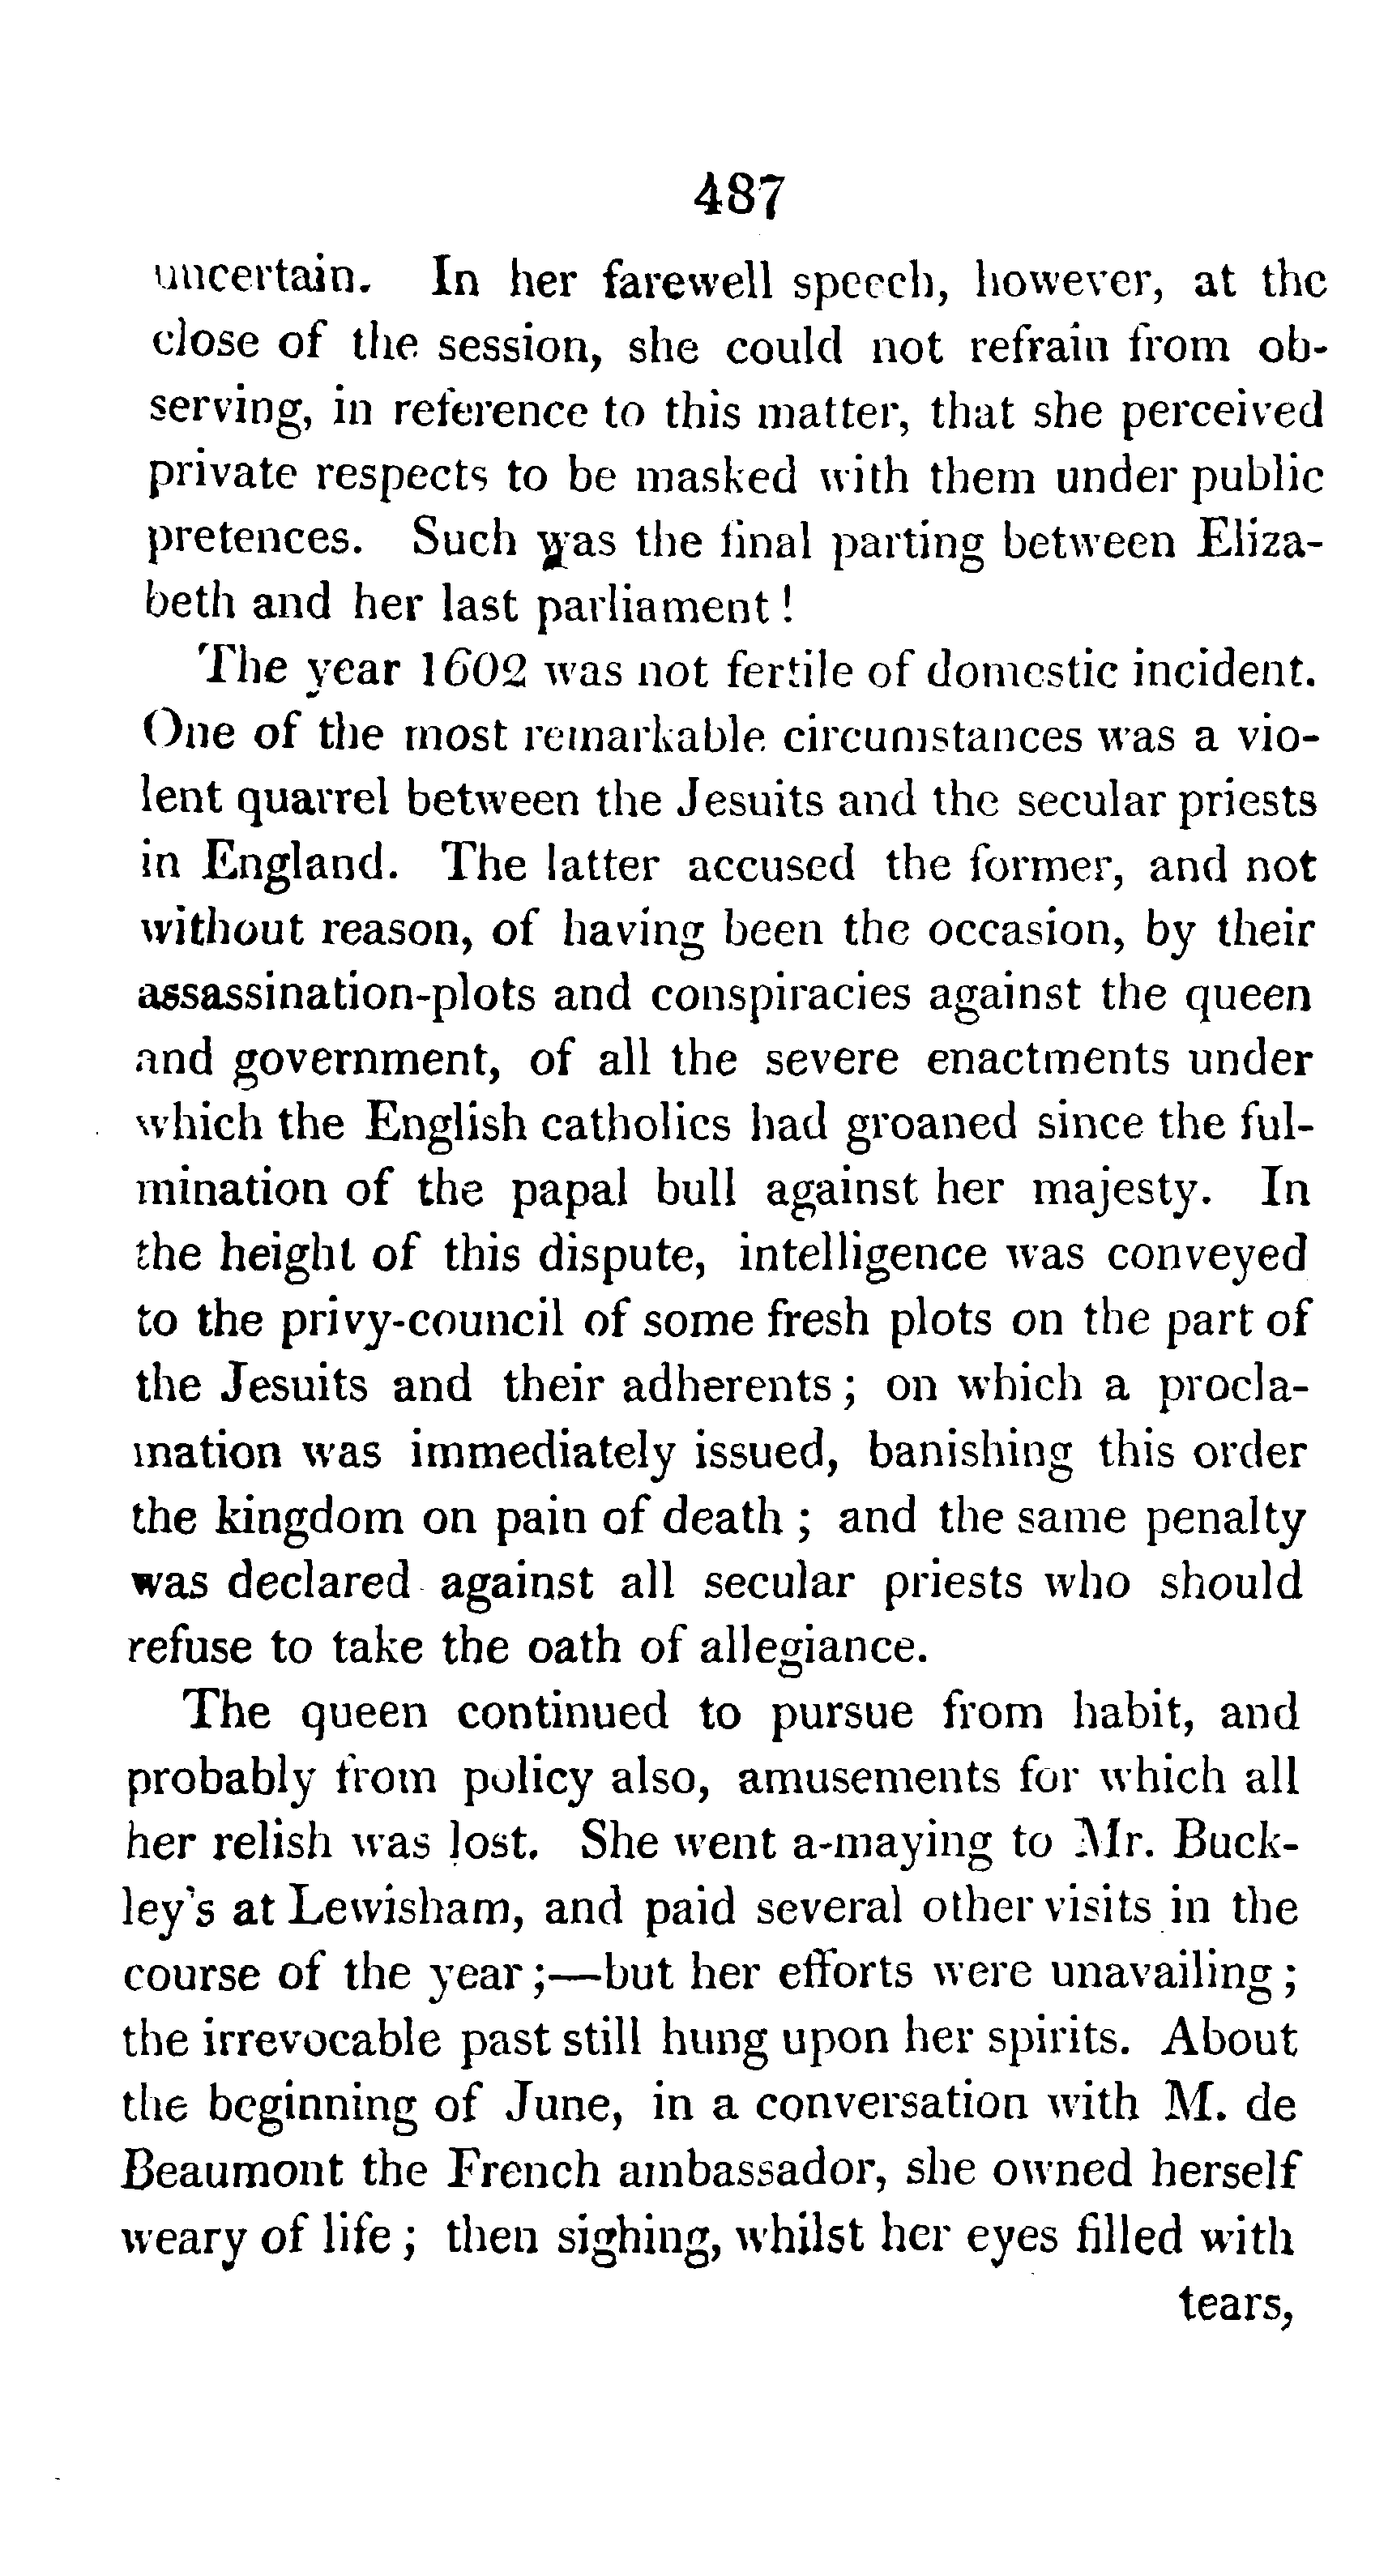 487
uncertain. In her farewell speech, however, at the
close of the session, she could not refrain from ob-
serving, in reference to this matter, that she perceived
private respects to be masked with them under public
pretences. Such was the final parting between Eliza-
beth and her last parliament!
The year 1602 was not fertile of domestic incident.
One of the most remarkable circumstances was a vio-
lent quarrel between the Jesuits and the secular priests
in England. The latter accused the former, and not
without reason, of having been the occasion, by their
assassination-plots and conspiracies against the queen
and government, of all the severe enactments under
which the English catholics had groaned since the ful-
mination of the papal bull against her majesty. In
the height of this dispute, intelligence was conveyed
to the privy-council of some fresh plots on the part of
the Jesuits and their adherents; on which a procla-
mation was immediately issued, banishing this order
the kingdom on pain of death; and the same penalty
was declared against all secular priests who should
refuse to take the oath of allegiance.
The queen continued to pursue from habit, and
probably from policy also, amusements for which all
her relish was lost. She went a-maying to Mr. Buck-
ley's at Lewisham, and paid several other visits in the
course of the year;—but her efforts were unavailing;
the irrevocable past still hung upon her spirits. About
the beginning of June, in a conversation with M. de
Beaumont the French ambassador, she owned herself
weary of life; then sighing, whilst her eyes filled with
tears,